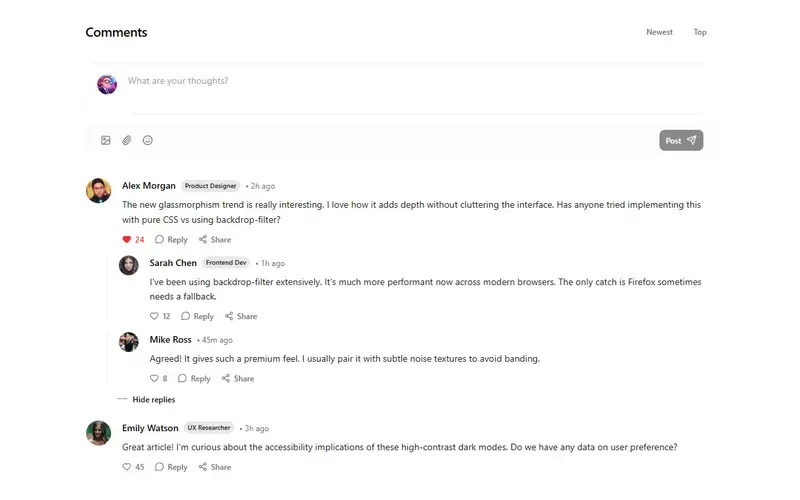 Comments
Newest Top
What are your thoughts?
Post
Alex Morgan Product Designer • 2h ago
The new glassmorphism trend is really interesting. I love how it adds depth without cluttering the interface. Has anyone tried implementing this
with pure CSS vs using backdrop-filter?
24 Reply Share
Sarah Chen Frontend Dev • 1h ago
I've been using backdrop-filter extensively. It's much more performant now across modern browsers. The only catch is Firefox sometimes
needs a fallback.
12 Reply Share
Mike Ross • 45m ago
Agreed! It gives such a premium feel. I usually pair it with subtle noise textures to avoid banding.
8 Reply Share
Hide replies
Emily Watson UX Researcher • 3h ago
Great article! I'm curious about the accessibility implications of these high-contrast dark modes. Do we have any data on user preference?
45 Reply Share